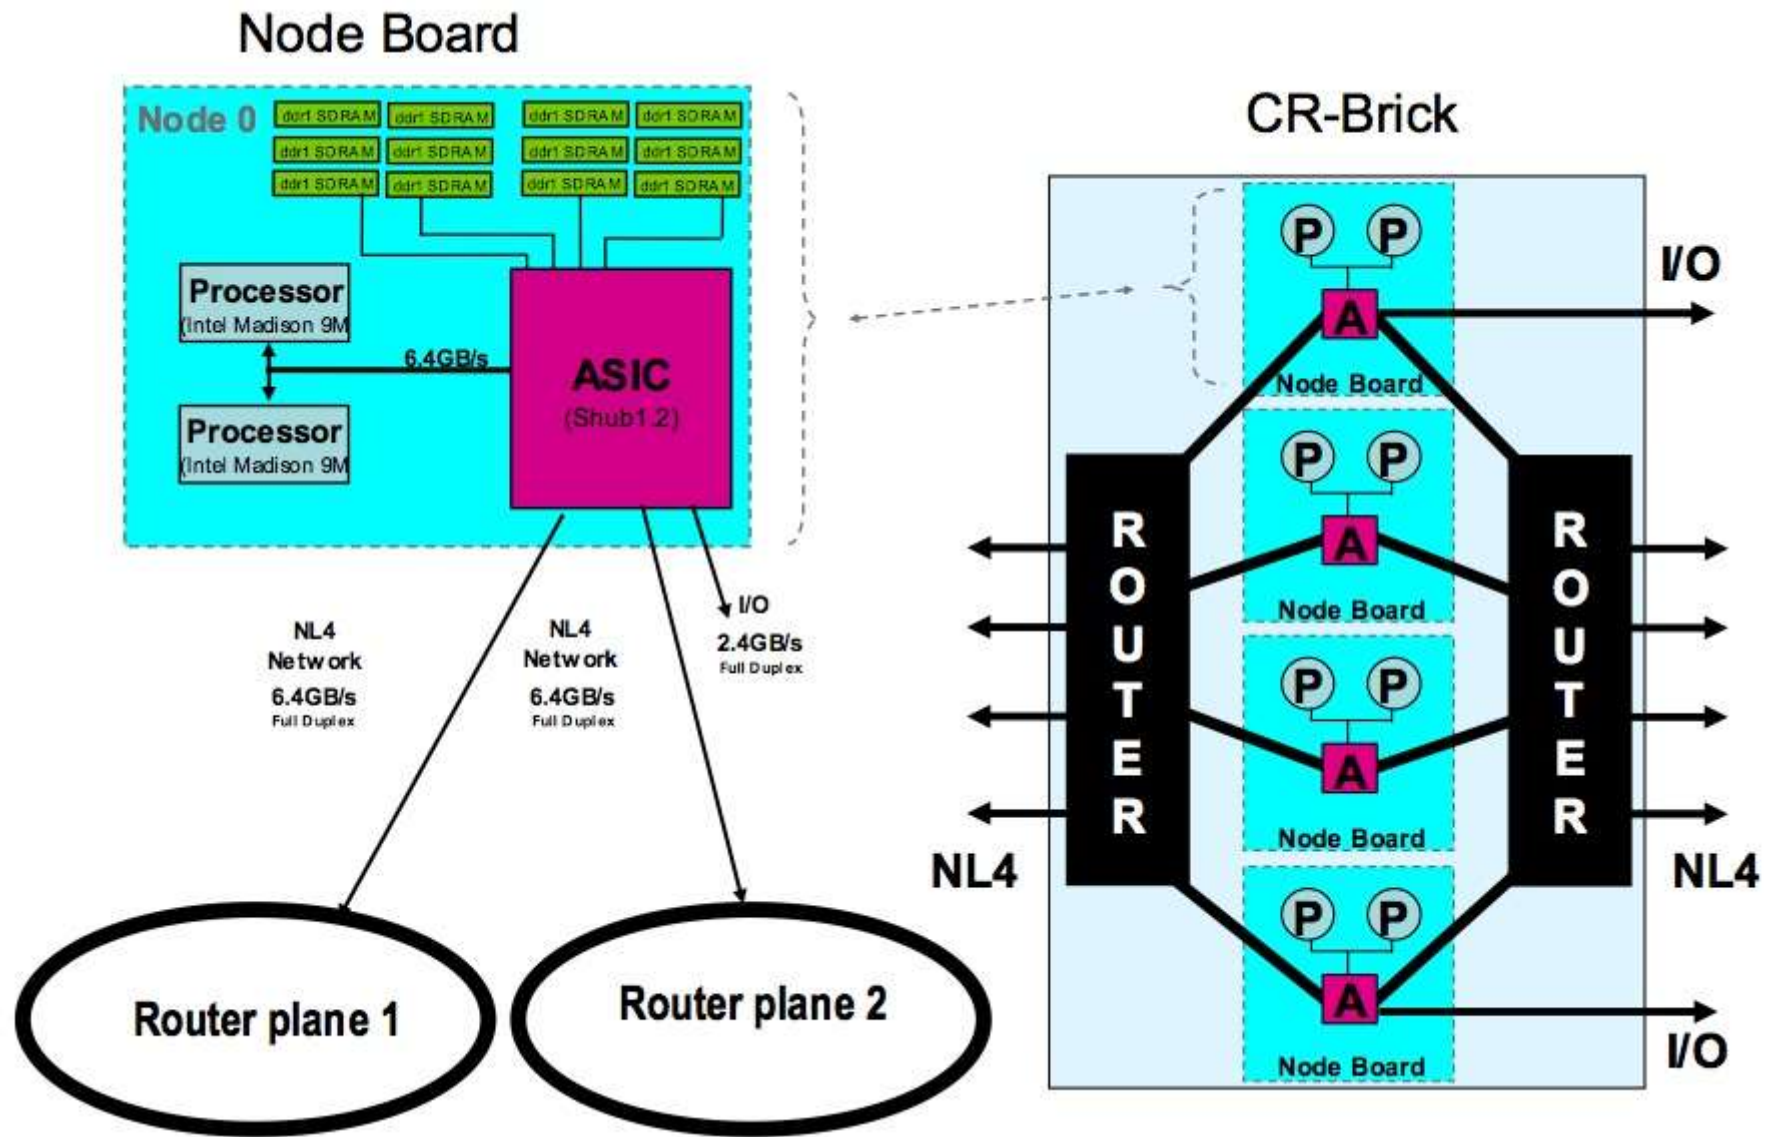 Node Board
Node 0
ddr1 SDRAM ddr1 SDRAM ddr1 SDRAM ddr1 SDRAM
ddr1 SDRAM ddr1 SDRAM ddr1 SDRAM ddr1 SDRAM
ddr1 SDRAM ddr1 SDRAM ddr1 SDRAM ddr1 SDRAM
Processor
(Intel Madison 9M
6.4GB/s
Processor
(Intel Madison 9M
ASIC
(Shub1.2)
NL4
Network
6.4GB/s
Full Duplex
NL4
Network
6.4GB/s
Full Duplex
I/O
2.4GB/s
Full Duplex
Router plane 1
Router plane 2
CR-Brick
P P
A
Node Board
I/O
P P
A
Node Board
P P
A
Node Board
P P
A
Node Board
I/O
ROUTER
ROUTER
NL4
NL4